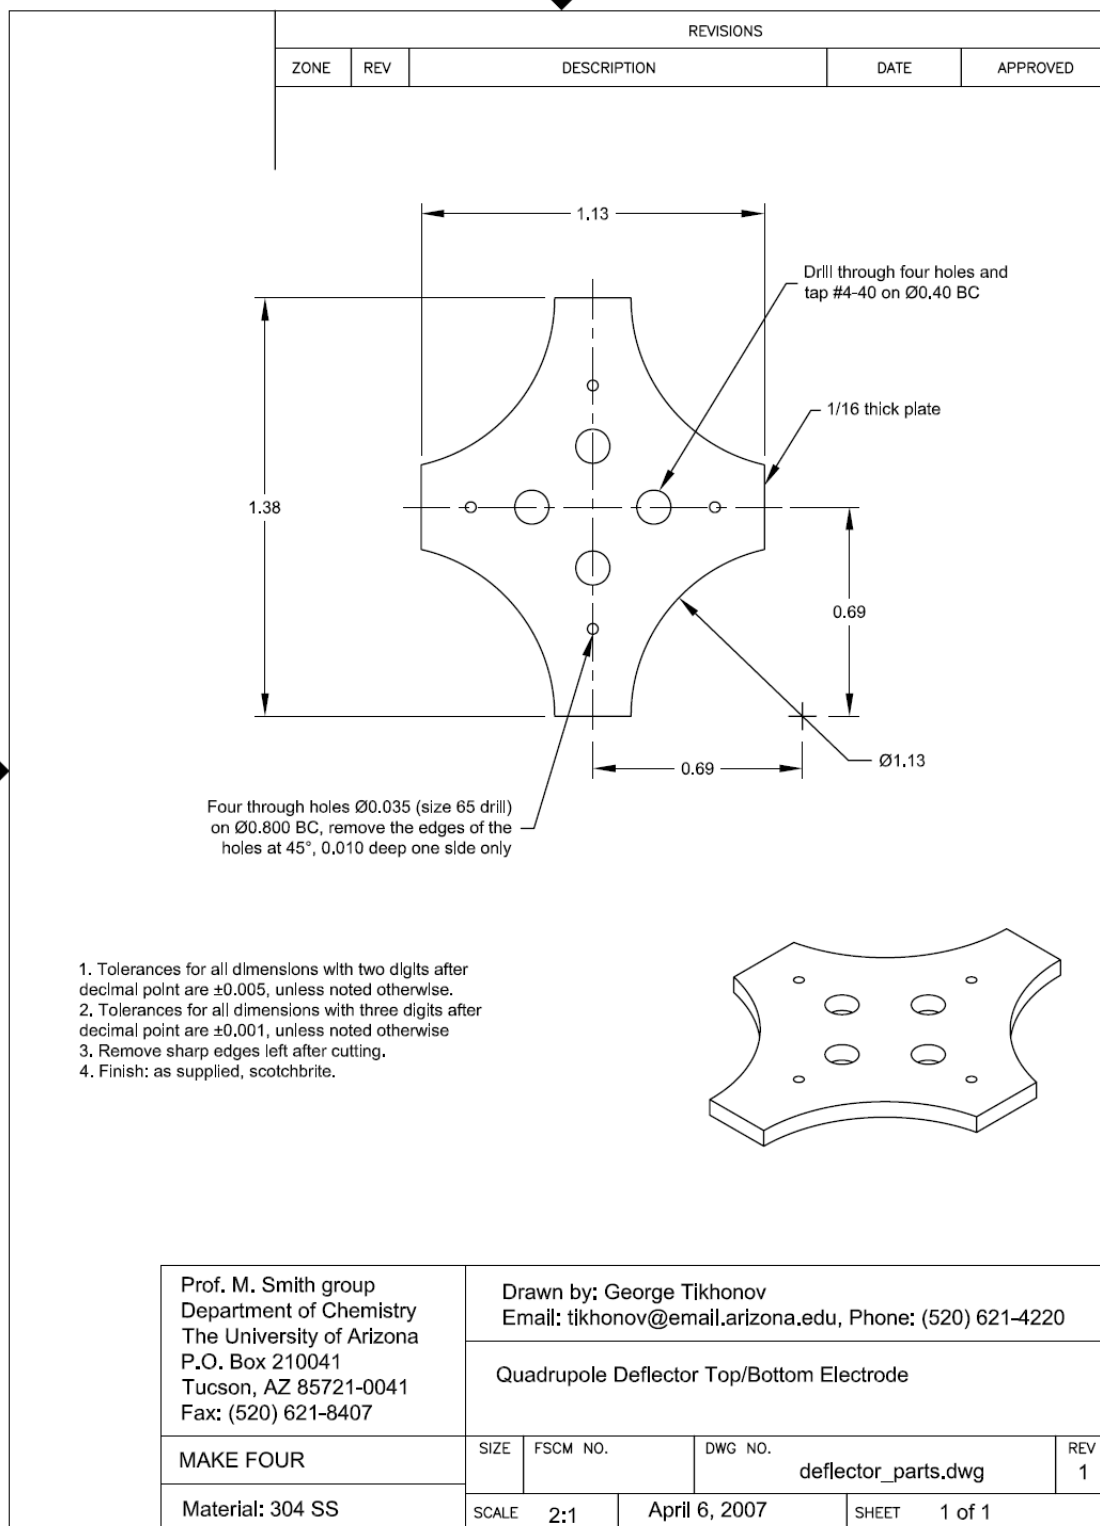 REVISIONS
ZONE REV DESCRIPTION DATE APPROVED
1.13
Drill through four holes and
tap #4-40 on Ø0.40 BC
1/16 thick plate
1.38
0.69
0.69
Ø1.13
Four through holes Ø0.035 (size 65 drill)
on Ø0.800 BC, remove the edges of the
holes at 45°, 0.010 deep one side only
1. Tolerances for all dimensions with two digits after
decimal point are ±0.005, unless noted otherwise.
2. Tolerances for all dimensions with three digits after
decimal point are ±0.001, unless noted otherwise
3. Remove sharp edges left after cutting.
4. Finish: as supplied, scotchbrite.
Prof. M. Smith group
Department of Chemistry
The University of Arizona
P.O. Box 210041
Tucson, AZ 85721-0041
Fax: (520) 621-8407
Drawn by: George Tikhonov
Email: tikhonov@email.arizona.edu, Phone: (520) 621-4220
Quadrupole Deflector Top/Bottom Electrode
MAKE FOUR
SIZE FSCM NO. DWG NO. REV
deflector_parts.dwg 1
Material: 304 SS
SCALE 2:1 April 6, 2007 SHEET 1 of 1